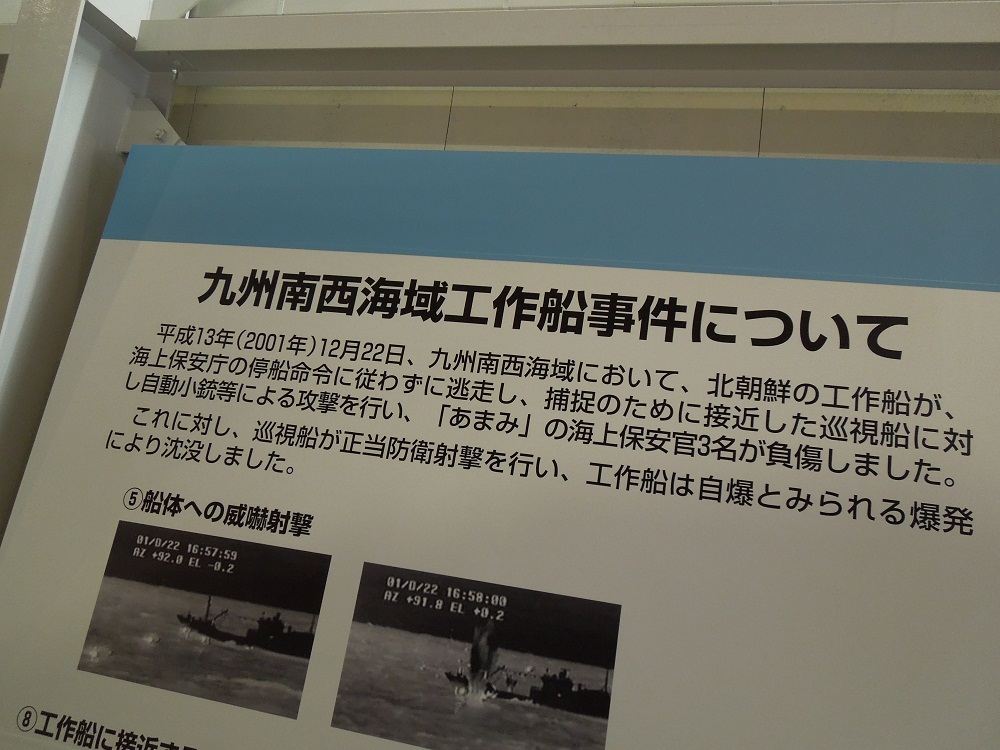 九州南西海域工作船事件について
平成13年(2001年)12月22日、九州南西海域において、北朝鮮の工作船が、
海上保安庁の停船命令に従わずに逃走し、捕捉のために接近した巡視船に対
し自動小銃等による攻撃を行い、「あまみ」の海上保安官3名が負傷しました。
これに対し、巡視船が正当防衛射撃を行い、工作船は自爆とみられる爆発
により沈没しました。
⑤船体への威嚇射撃
01/D/22 16:57:59
AZ +92.0 EL -0.2
01/D/22 16:58:00
AZ +91.8 EL +0.2
⑧工作船に接近する